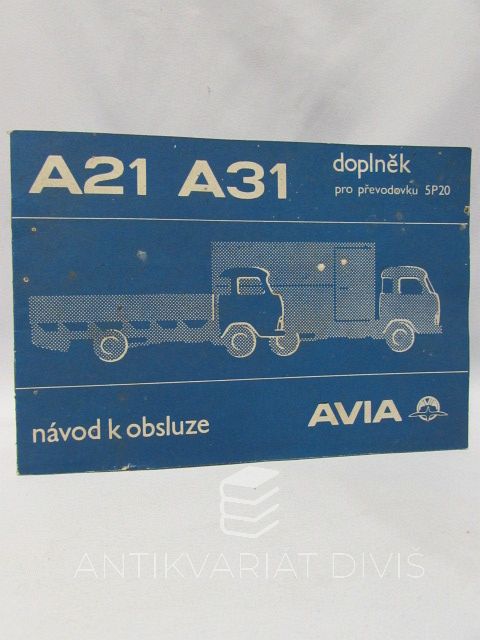 A21 A31
doplněk
pro převodovku 5P20
návod k obsluze
AVIA
ANTIKVARIÁT DIVIŠ